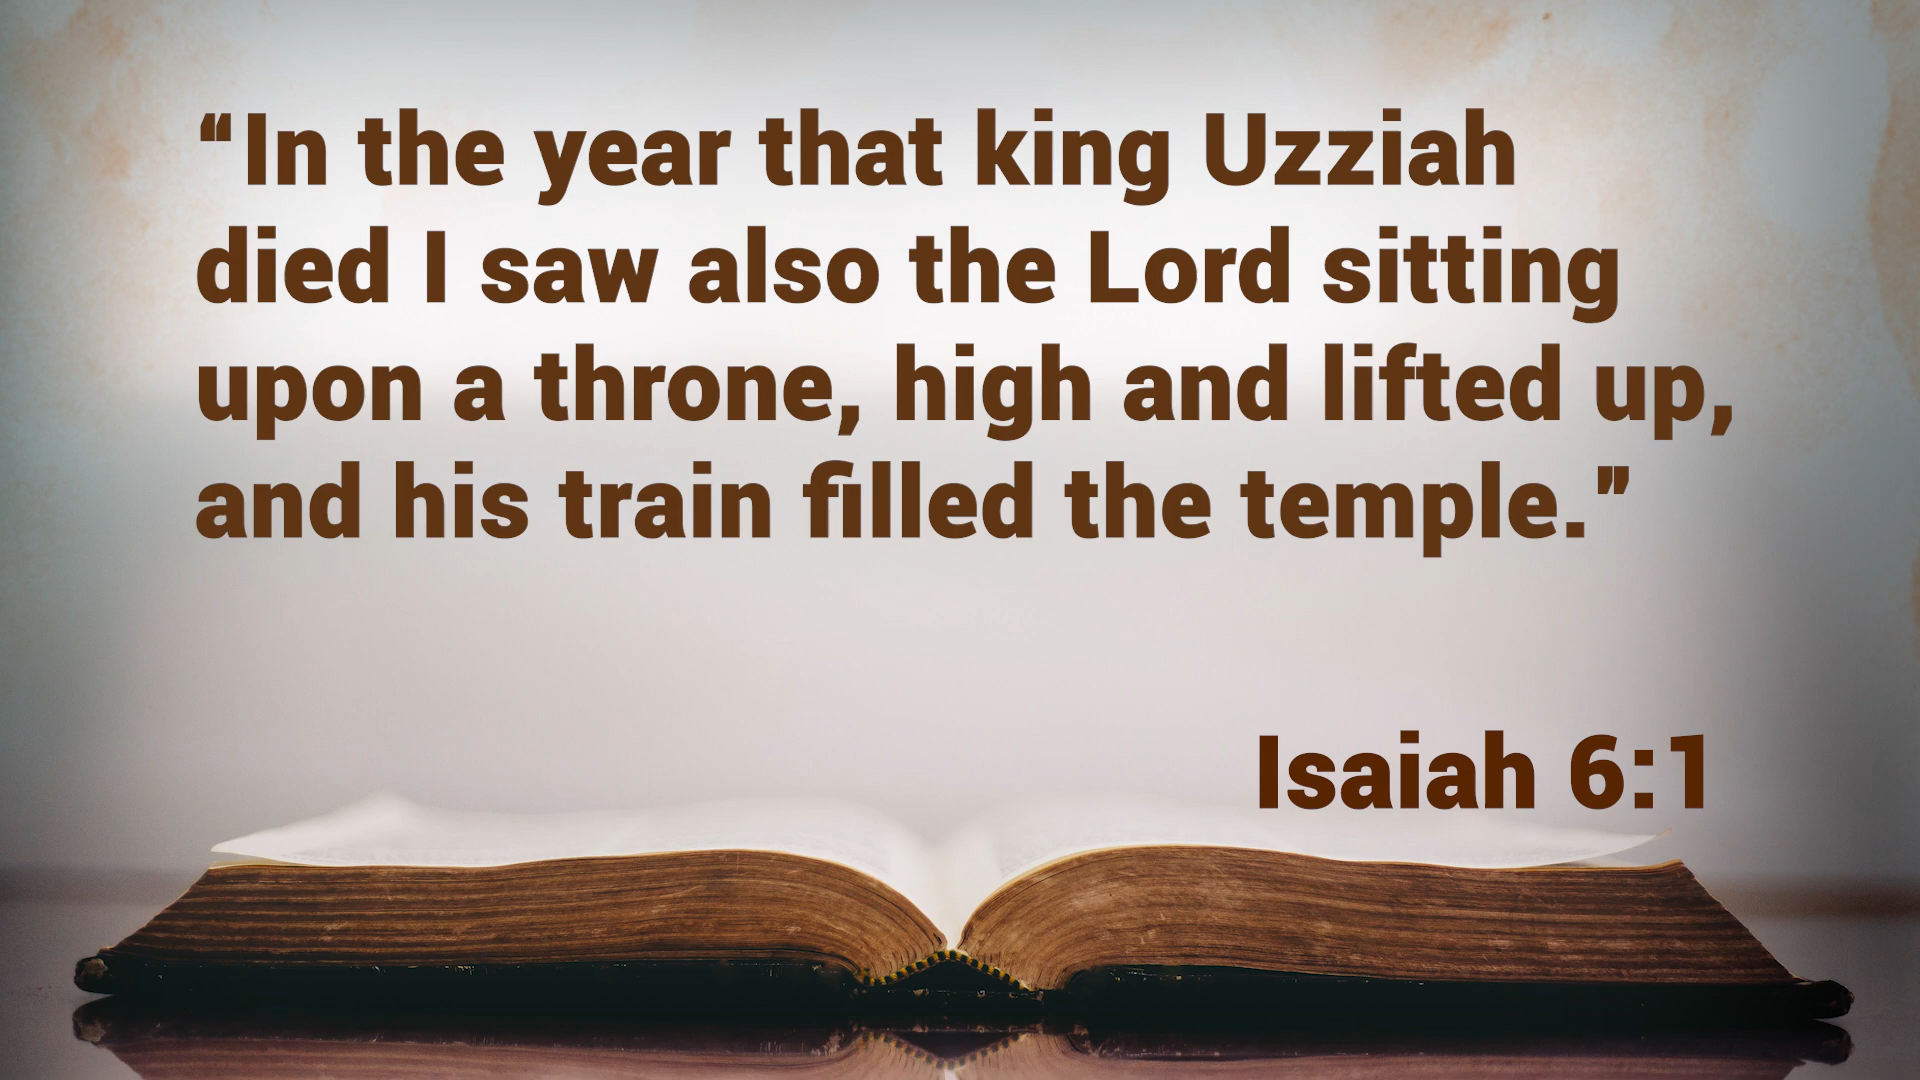 “In the year that king Uzziah
died I saw also the Lord sitting
upon a throne, high and lifted up,
and his train filled the temple.”
Isaiah 6:1